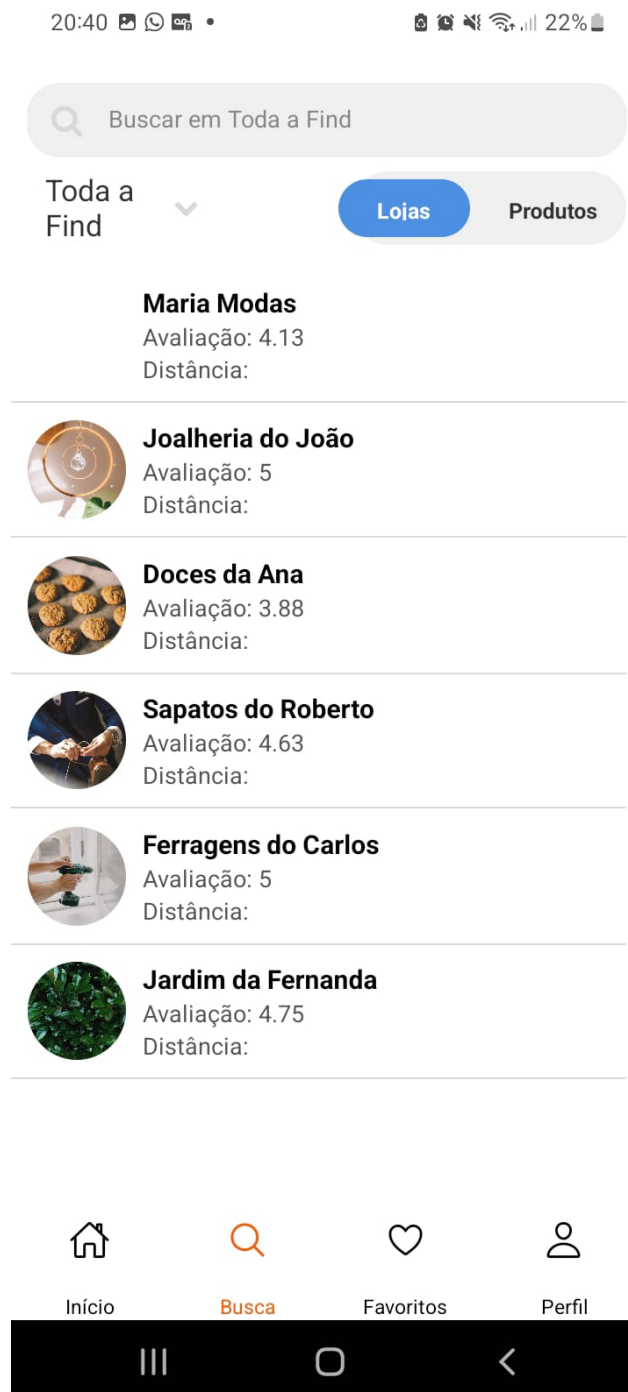 20:40 22%
Buscar em Toda a Find
Toda a
Find
Lojas Produtos
Maria Modas
Avaliação: 4.13
Distância:
Joalheria do João
Avaliação: 5
Distância:
Doces da Ana
Avaliação: 3.88
Distância:
Sapatos do Roberto
Avaliação: 4.63
Distância:
Ferragens do Carlos
Avaliação: 5
Distância:
Jardim da Fernanda
Avaliação: 4.75
Distância:
Início Busca Favoritos Perfil